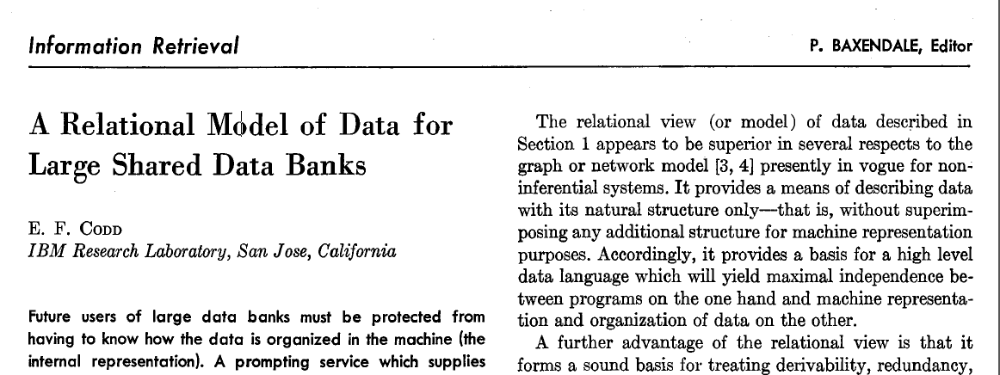 Information Retrieval
P. BAXENDALE, Editor
A Relational Model of Data for
Large Shared Data Banks
E. F. CODD
IBM Research Laboratory, San Jose, California
Future users of large data banks must be protected from
having to know how the data is organized in the machine (the
internal representation). A prompting service which supplies
The relational view (or model) of data described in
Section 1 appears to be superior in several respects to the
graph or network model [3, 4] presently in vogue for non-
inferential systems. It provides a means of describing data
with its natural structure only—that is, without superim-
posing any additional structure for machine representation
purposes. Accordingly, it provides a basis for a high level
data language which will yield maximal independence be-
tween programs on the one hand and machine representa-
tion and organization of data on the other.
A further advantage of the relational view is that it
forms a sound basis for treating derivability, redundancy,